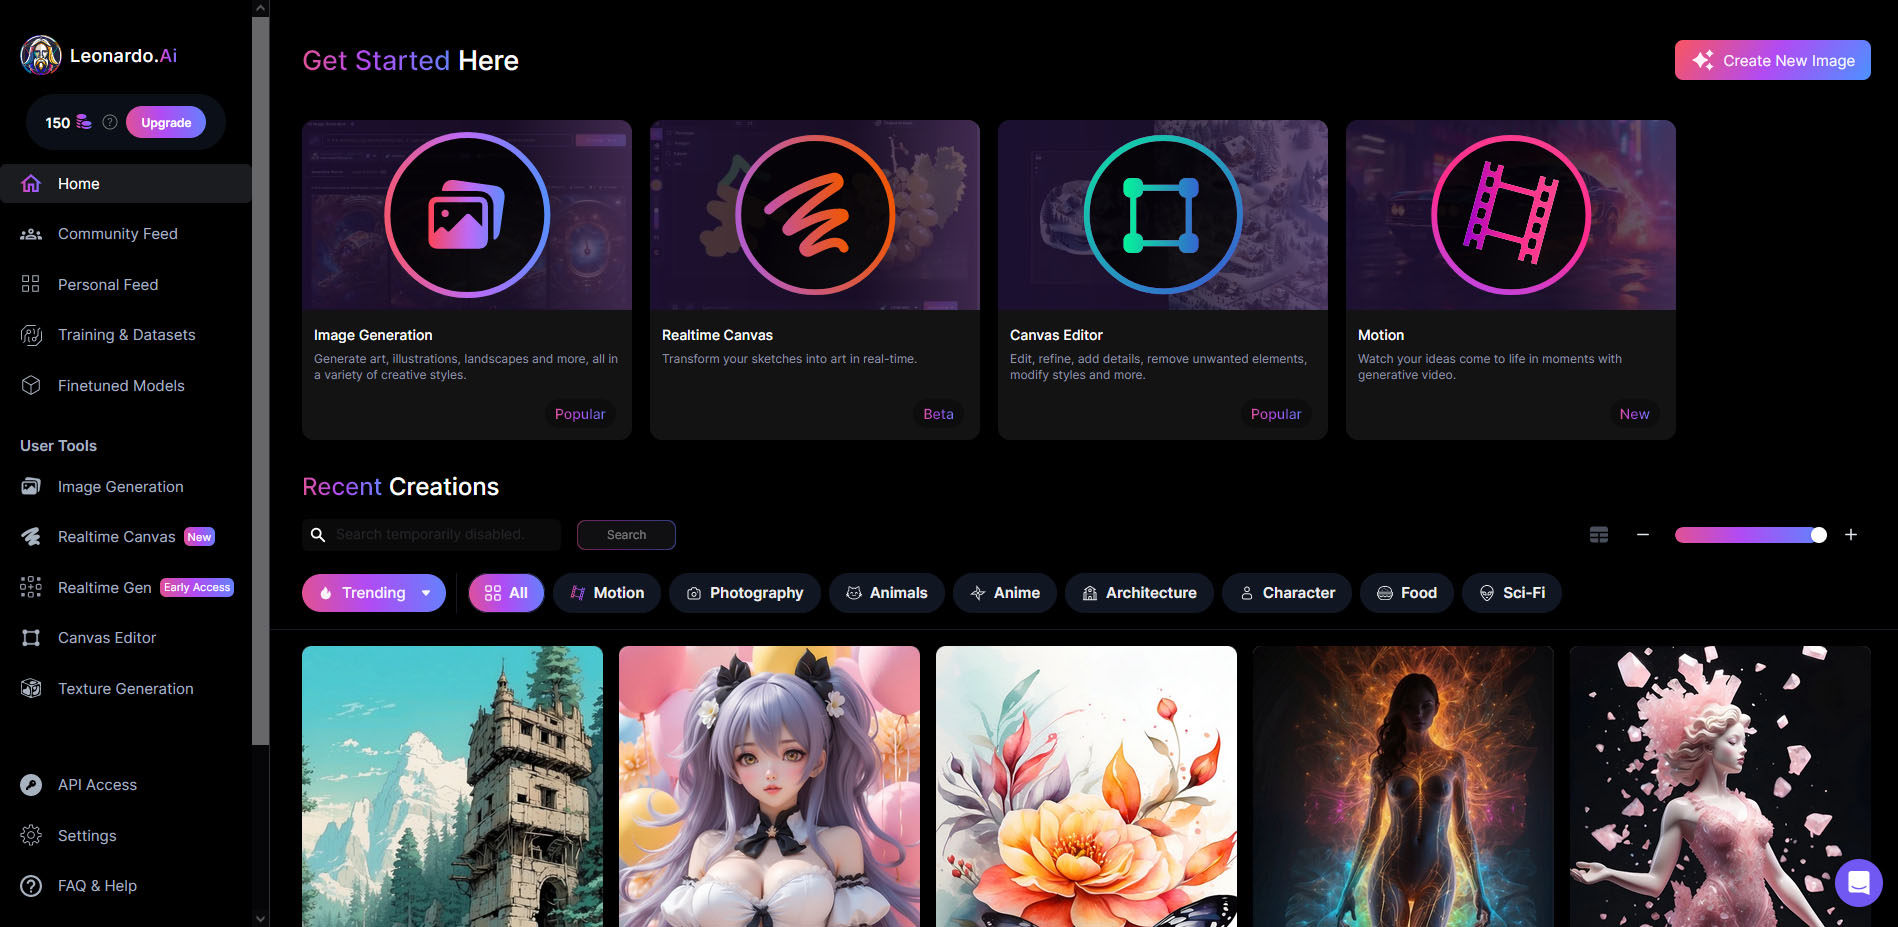 Leonardo.Ai
150 Upgrade
Home
Community Feed
Personal Feed
Training & Datasets
Finetuned Models
User Tools
Image Generation
Realtime Canvas New
Realtime Gen Early Access
Canvas Editor
Texture Generation
API Access
Settings
FAQ & Help
Get Started Here
Create New Image
Image Generation
Generate art, illustrations, landscapes and more, all in
a variety of creative styles.
Popular
Realtime Canvas
Transform your sketches into art in real-time.
Beta
Canvas Editor
Edit, refine, add details, remove unwanted elements,
modify styles and more.
Popular
Motion
Watch your ideas come to life in moments with
generative video.
New
Recent Creations
Search temporarily disabled.
Search
Trending
All
Motion
Photography
Animals
Anime
Architecture
Character
Food
Sci-Fi